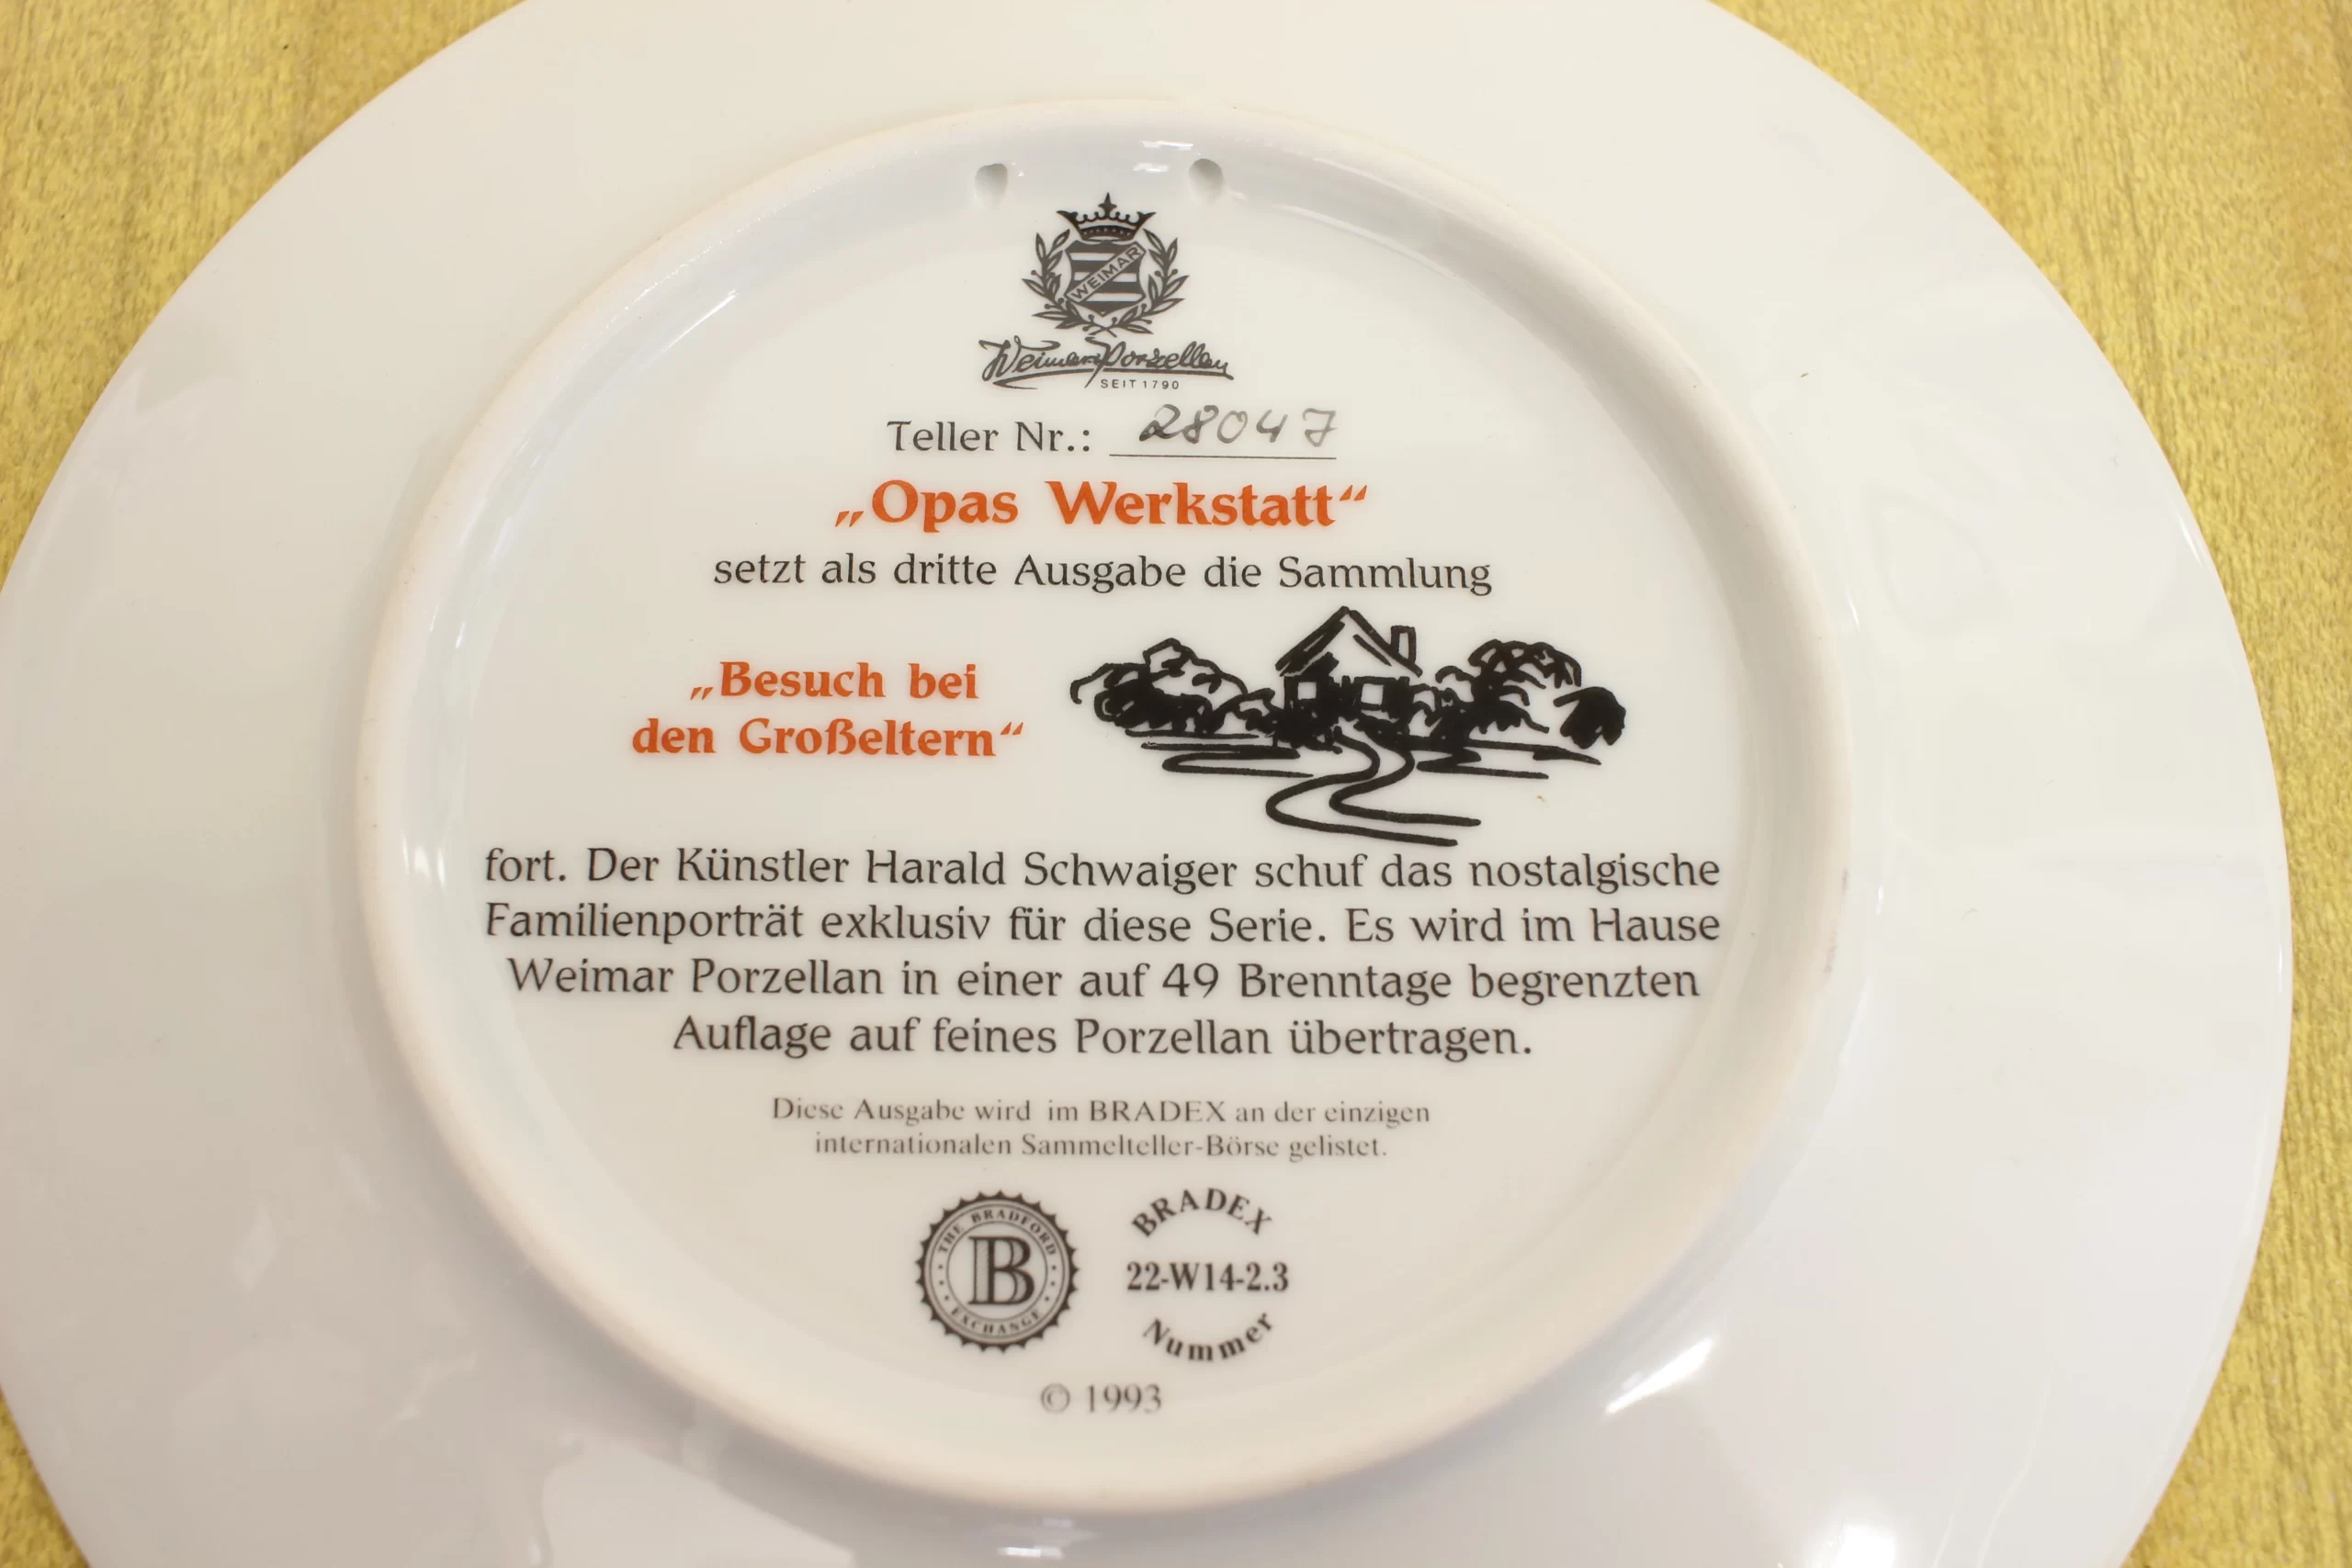 WEIMAR
Weimar Porzellan
SEIT 1790
Teller Nr.: 28047
„Opas Werkstatt“
setzt als dritte Ausgabe die Sammlung
„Besuch bei
den Großeltern“
fort. Der Künstler Harald Schwaiger schuf das nostalgische
Familienporträt exklusiv für diese Serie. Es wird im Hause
Weimar Porzellan in einer auf 49 Brenntage begrenzten
Auflage auf feines Porzellan übertragen.
Diese Ausgabe wird im BRADEX an der einzigen
internationalen Sammelteller-Börse gelistet.
THE BRADFORD
B
EXCHANGE
BRADEX
22-W14-2.3
Nummer
© 1993